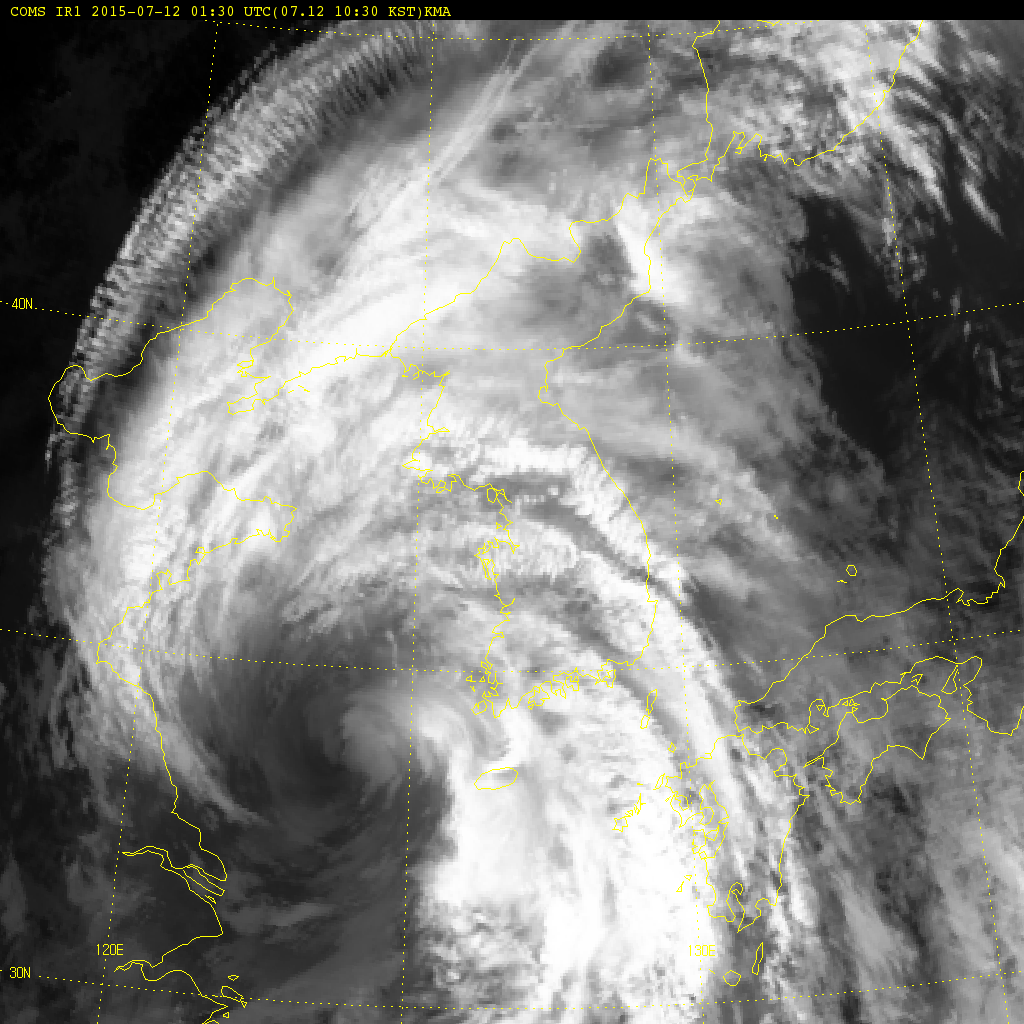 COMS IR1 2015-07-12 01:30 UTC(07.12 10:30 KST)KMA
40N
120E
130E
30N